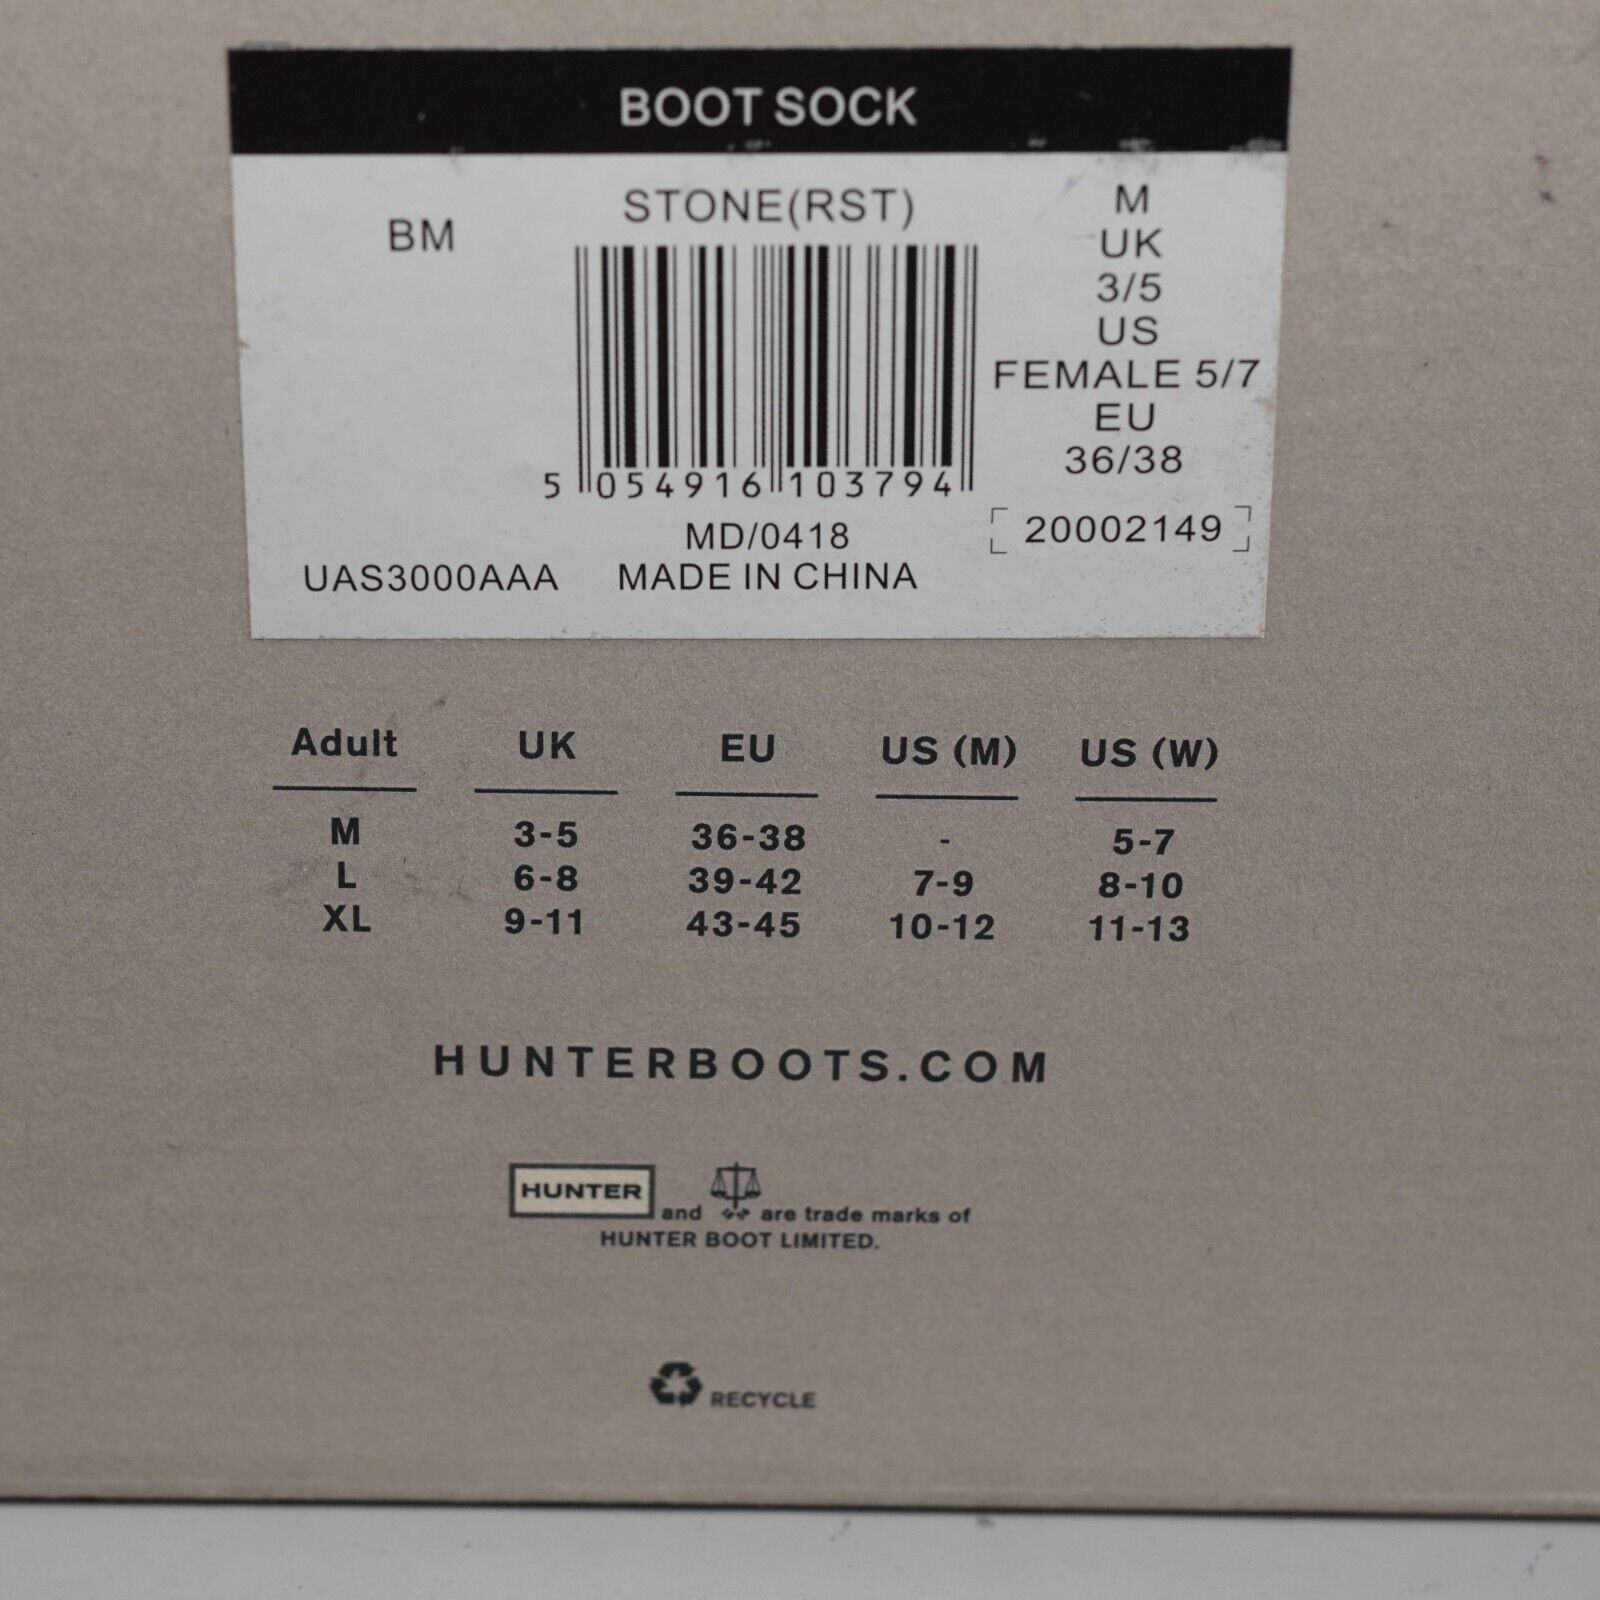 BOOT SOCK
BM
STONE(RST)
M
UK
3/5
US
FEMALE 5/7
EU
36/38
5 054916 103794
MD/0418
20002149
UAS3000AAA MADE IN CHINA
Adult UK EU US (M) US (W)
M 3-5 36-38 - 5-7
L 6-8 39-42 7-9 8-10
XL 9-11 43-45 10-12 11-13
HUNTERBOOTS.COM
HUNTER and are trade marks of
HUNTER BOOT LIMITED.
RECYCLE